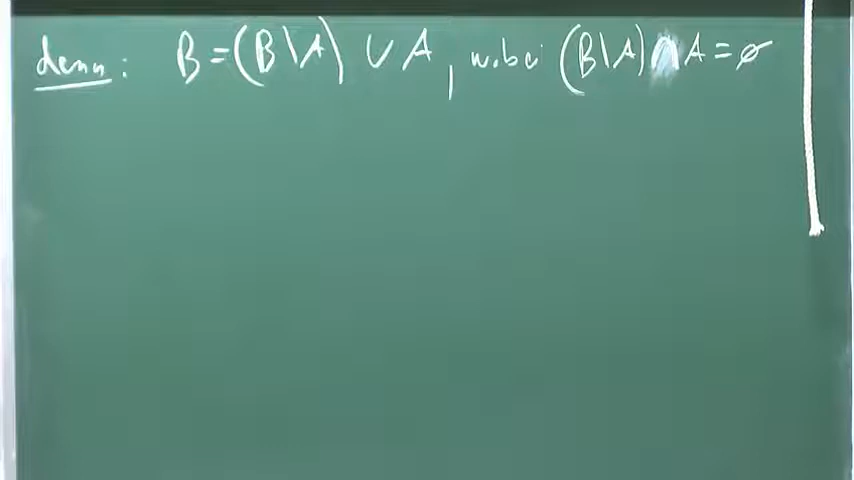 denn: B = (B \ A) ∪ A, wobei (B \ A) ∩ A = ∅